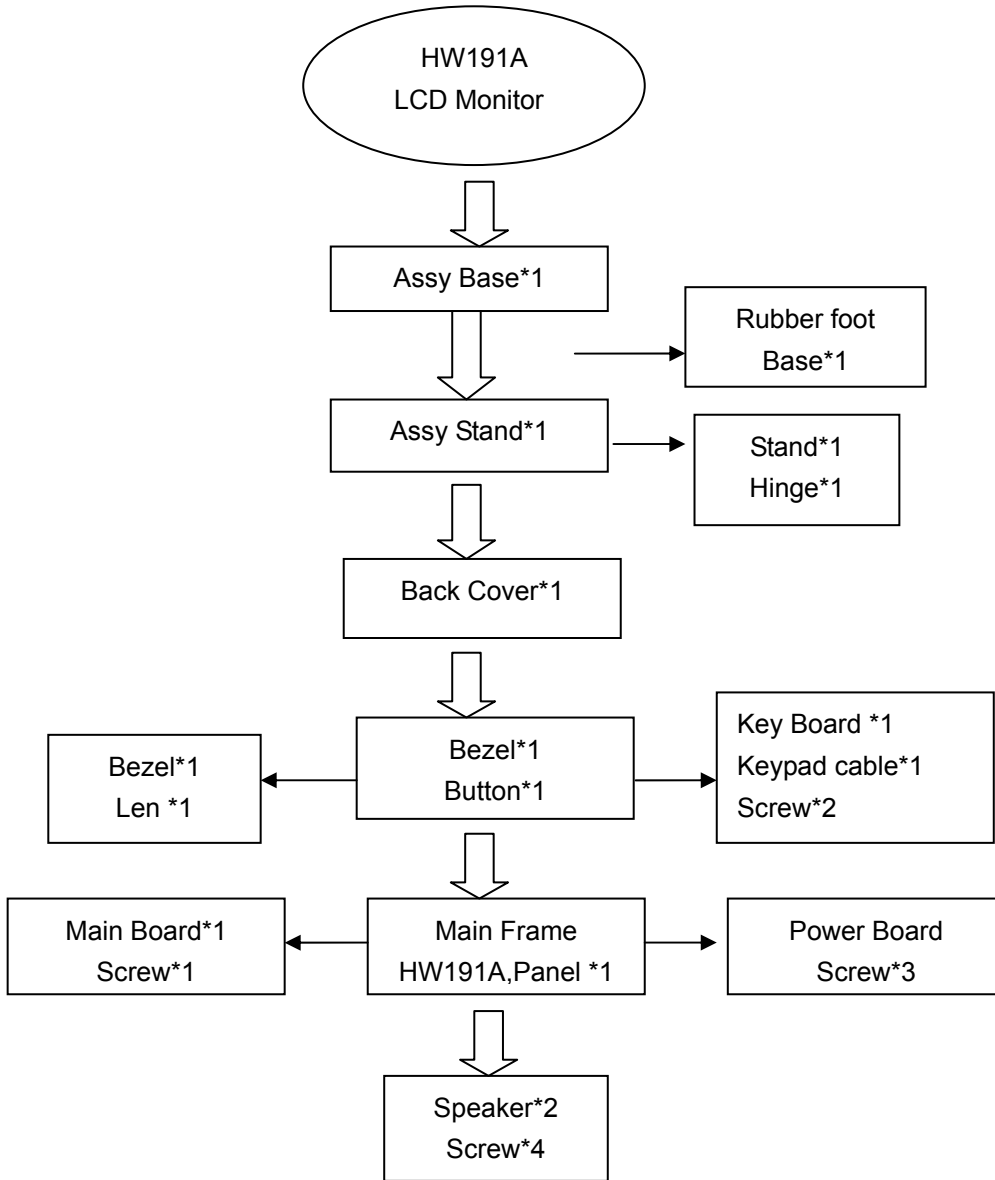 HW191A
LCD Monitor
Assy Base*1
Rubber foot
Base*1
Assy Stand*1
Stand*1
Hinge*1
Back Cover*1
Bezel*1
Len *1
Bezel*1
Button*1
Key Board *1
Keypad cable*1
Screw*2
Main Board*1
Screw*1
Main Frame
HW191A,Panel *1
Power Board
Screw*3
Speaker*2
Screw*4